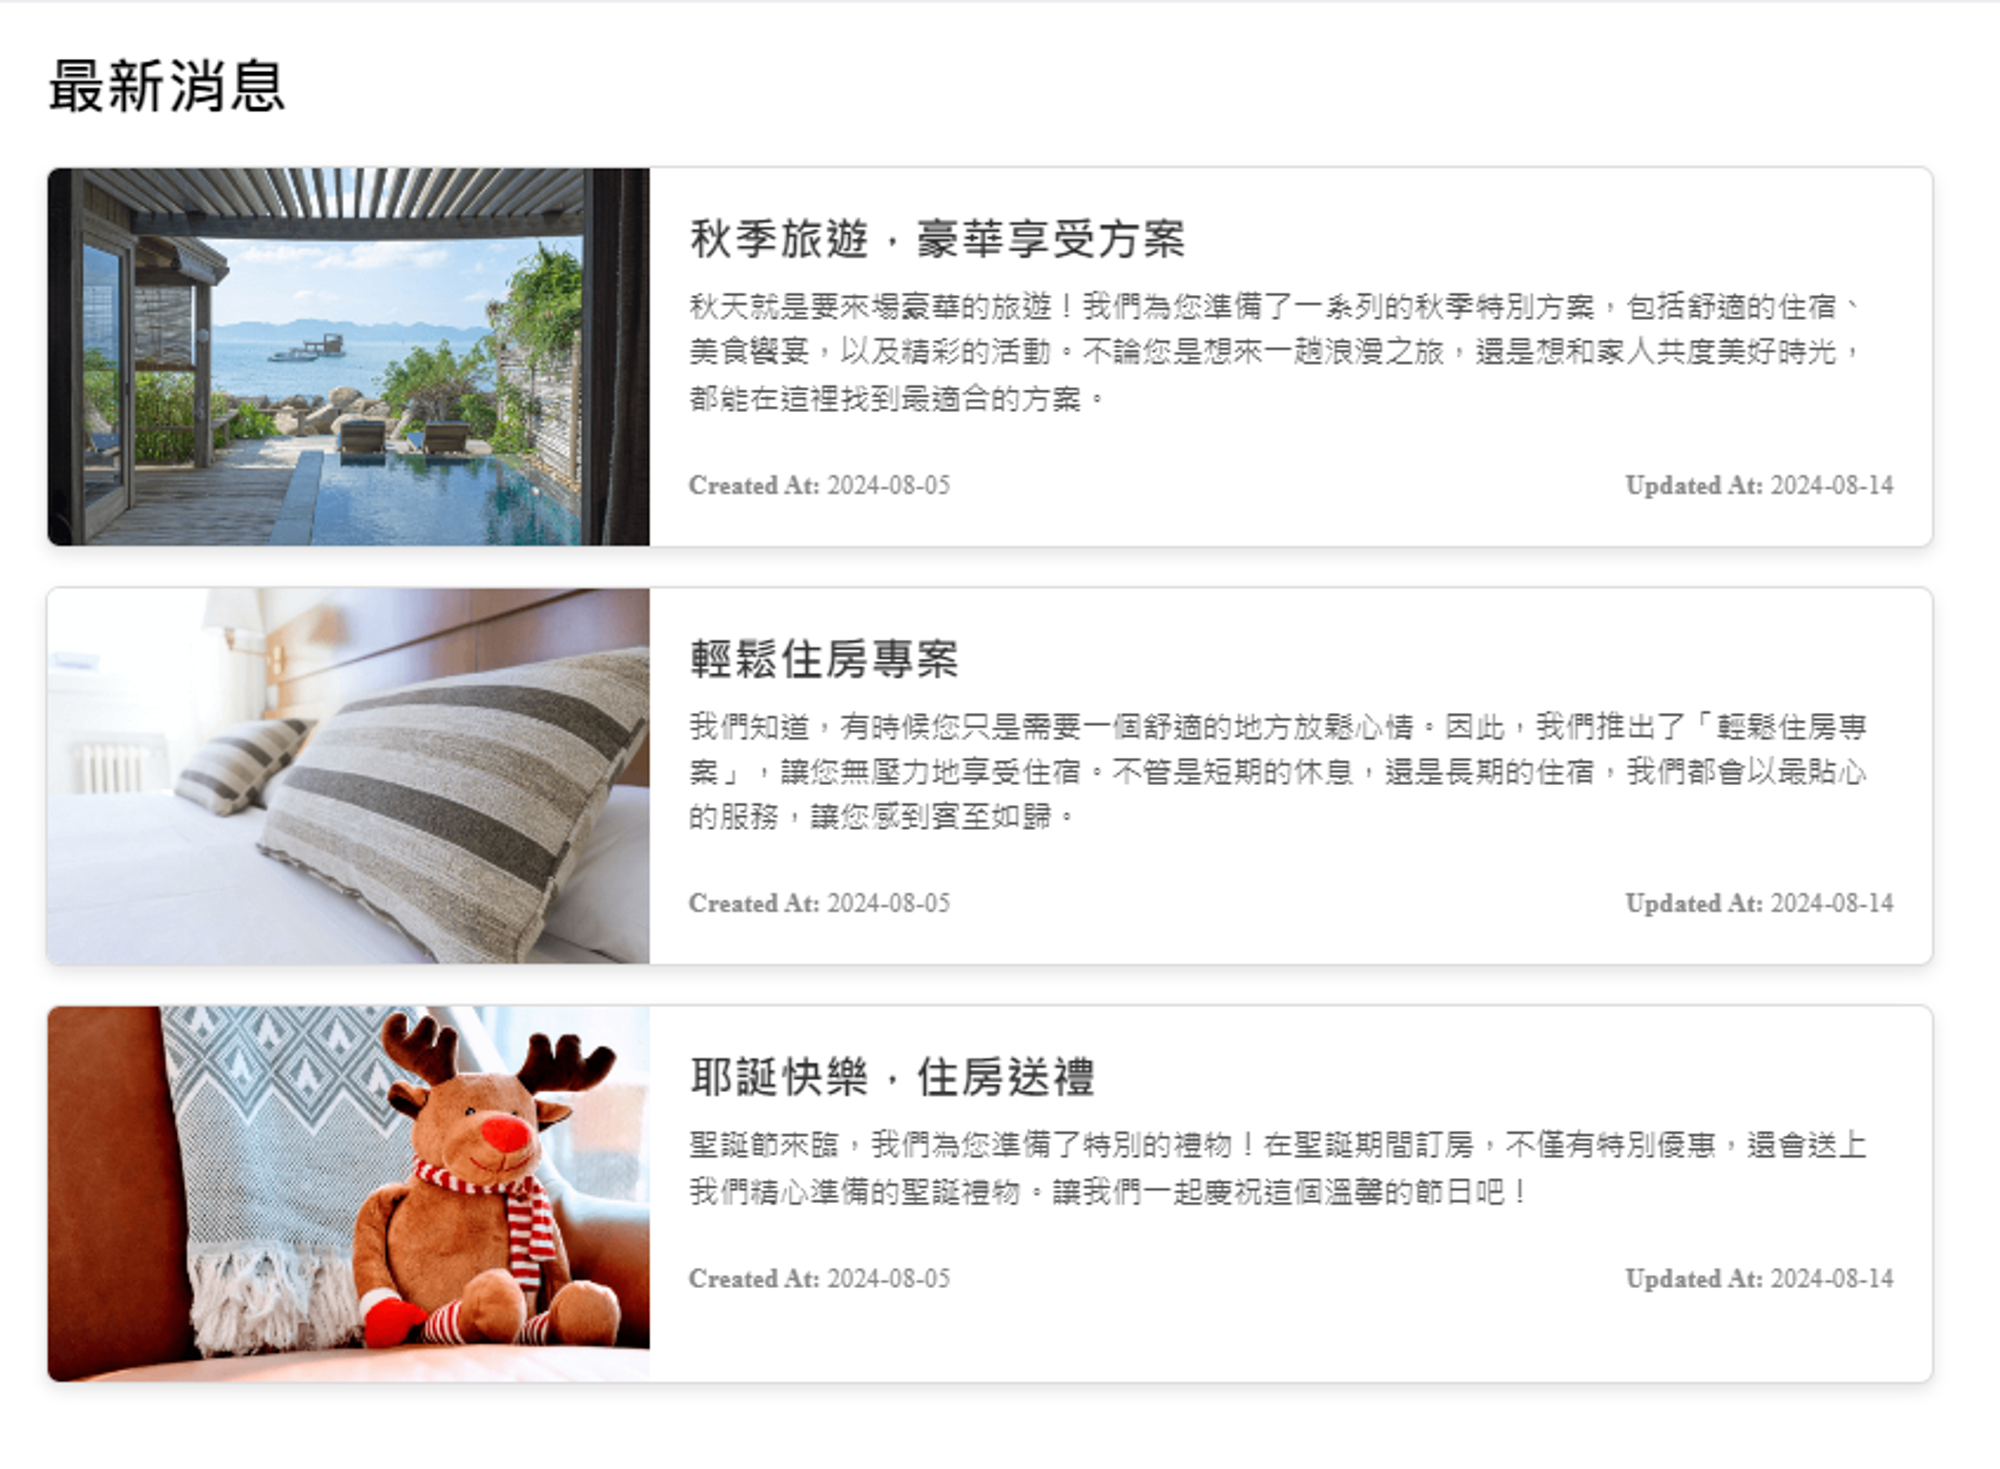 最新消息
秋季旅遊，豪華享受方案
秋天就是要來場豪華的旅遊！我們為您準備了一系列的秋季特別方案，包括舒適的住宿、
美食饗宴，以及精彩的活動。不論您是想來一趟浪漫之旅，還是想和家人共度美好時光，
都能在這裡找到最適合的方案。
Created At: 2024-08-05 Updated At: 2024-08-14
輕鬆住房專案
我們知道，有時候您只是需要一個舒適的地方放鬆心情。因此，我們推出了「輕鬆住房專
案」，讓您無壓力地享受住宿。不管是短期的休息，還是長期的住宿，我們都會以最貼心
的服務，讓您感到賓至如歸。
Created At: 2024-08-05 Updated At: 2024-08-14
耶誕快樂，住房送禮
聖誕節來臨，我們為您準備了特別的禮物！在聖誕期間訂房，不僅有特別優惠，還會送上
我們精心準備的聖誕禮物。讓我們一起慶祝這個溫馨的節日吧！
Created At: 2024-08-05 Updated At: 2024-08-14